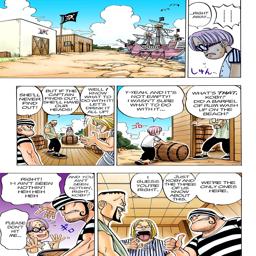 ...RIGHT
AWAY...
WHAT'S THAT,
KOBY?
DID A BARREL
OF RUM WASH
UP ON THE
BEACH?
Y-YEAH. AND IT'S
NOT EMPTY!
I WASN'T SURE
WHAT TO DO
WITH IT...
WELL, I
KNOW WHAT
TO DO WITH
IT! LET'S
DRINK IT
ALL UP!
BUT IF THE
CAPTAIN
FINDS OUT,
SHE'LL HAVE
OUR
HEADS.
SHE'LL
NEVER
FIND OUT!
WE'RE
THE ONLY
ONES
HERE.
JUST
KOBY AND
THE THREE
OF US
KNOW ABOUT
THIS.
GUESS
YOU'RE
RIGHT.
AND YOU
AIN'T SEEN
NOTHIN',
RIGHT,
KOBY?
RIGHT!
I AIN'T SEEN
NOTHIN'!
HEH HEH
HEH
PLEASE
DON'T
ME